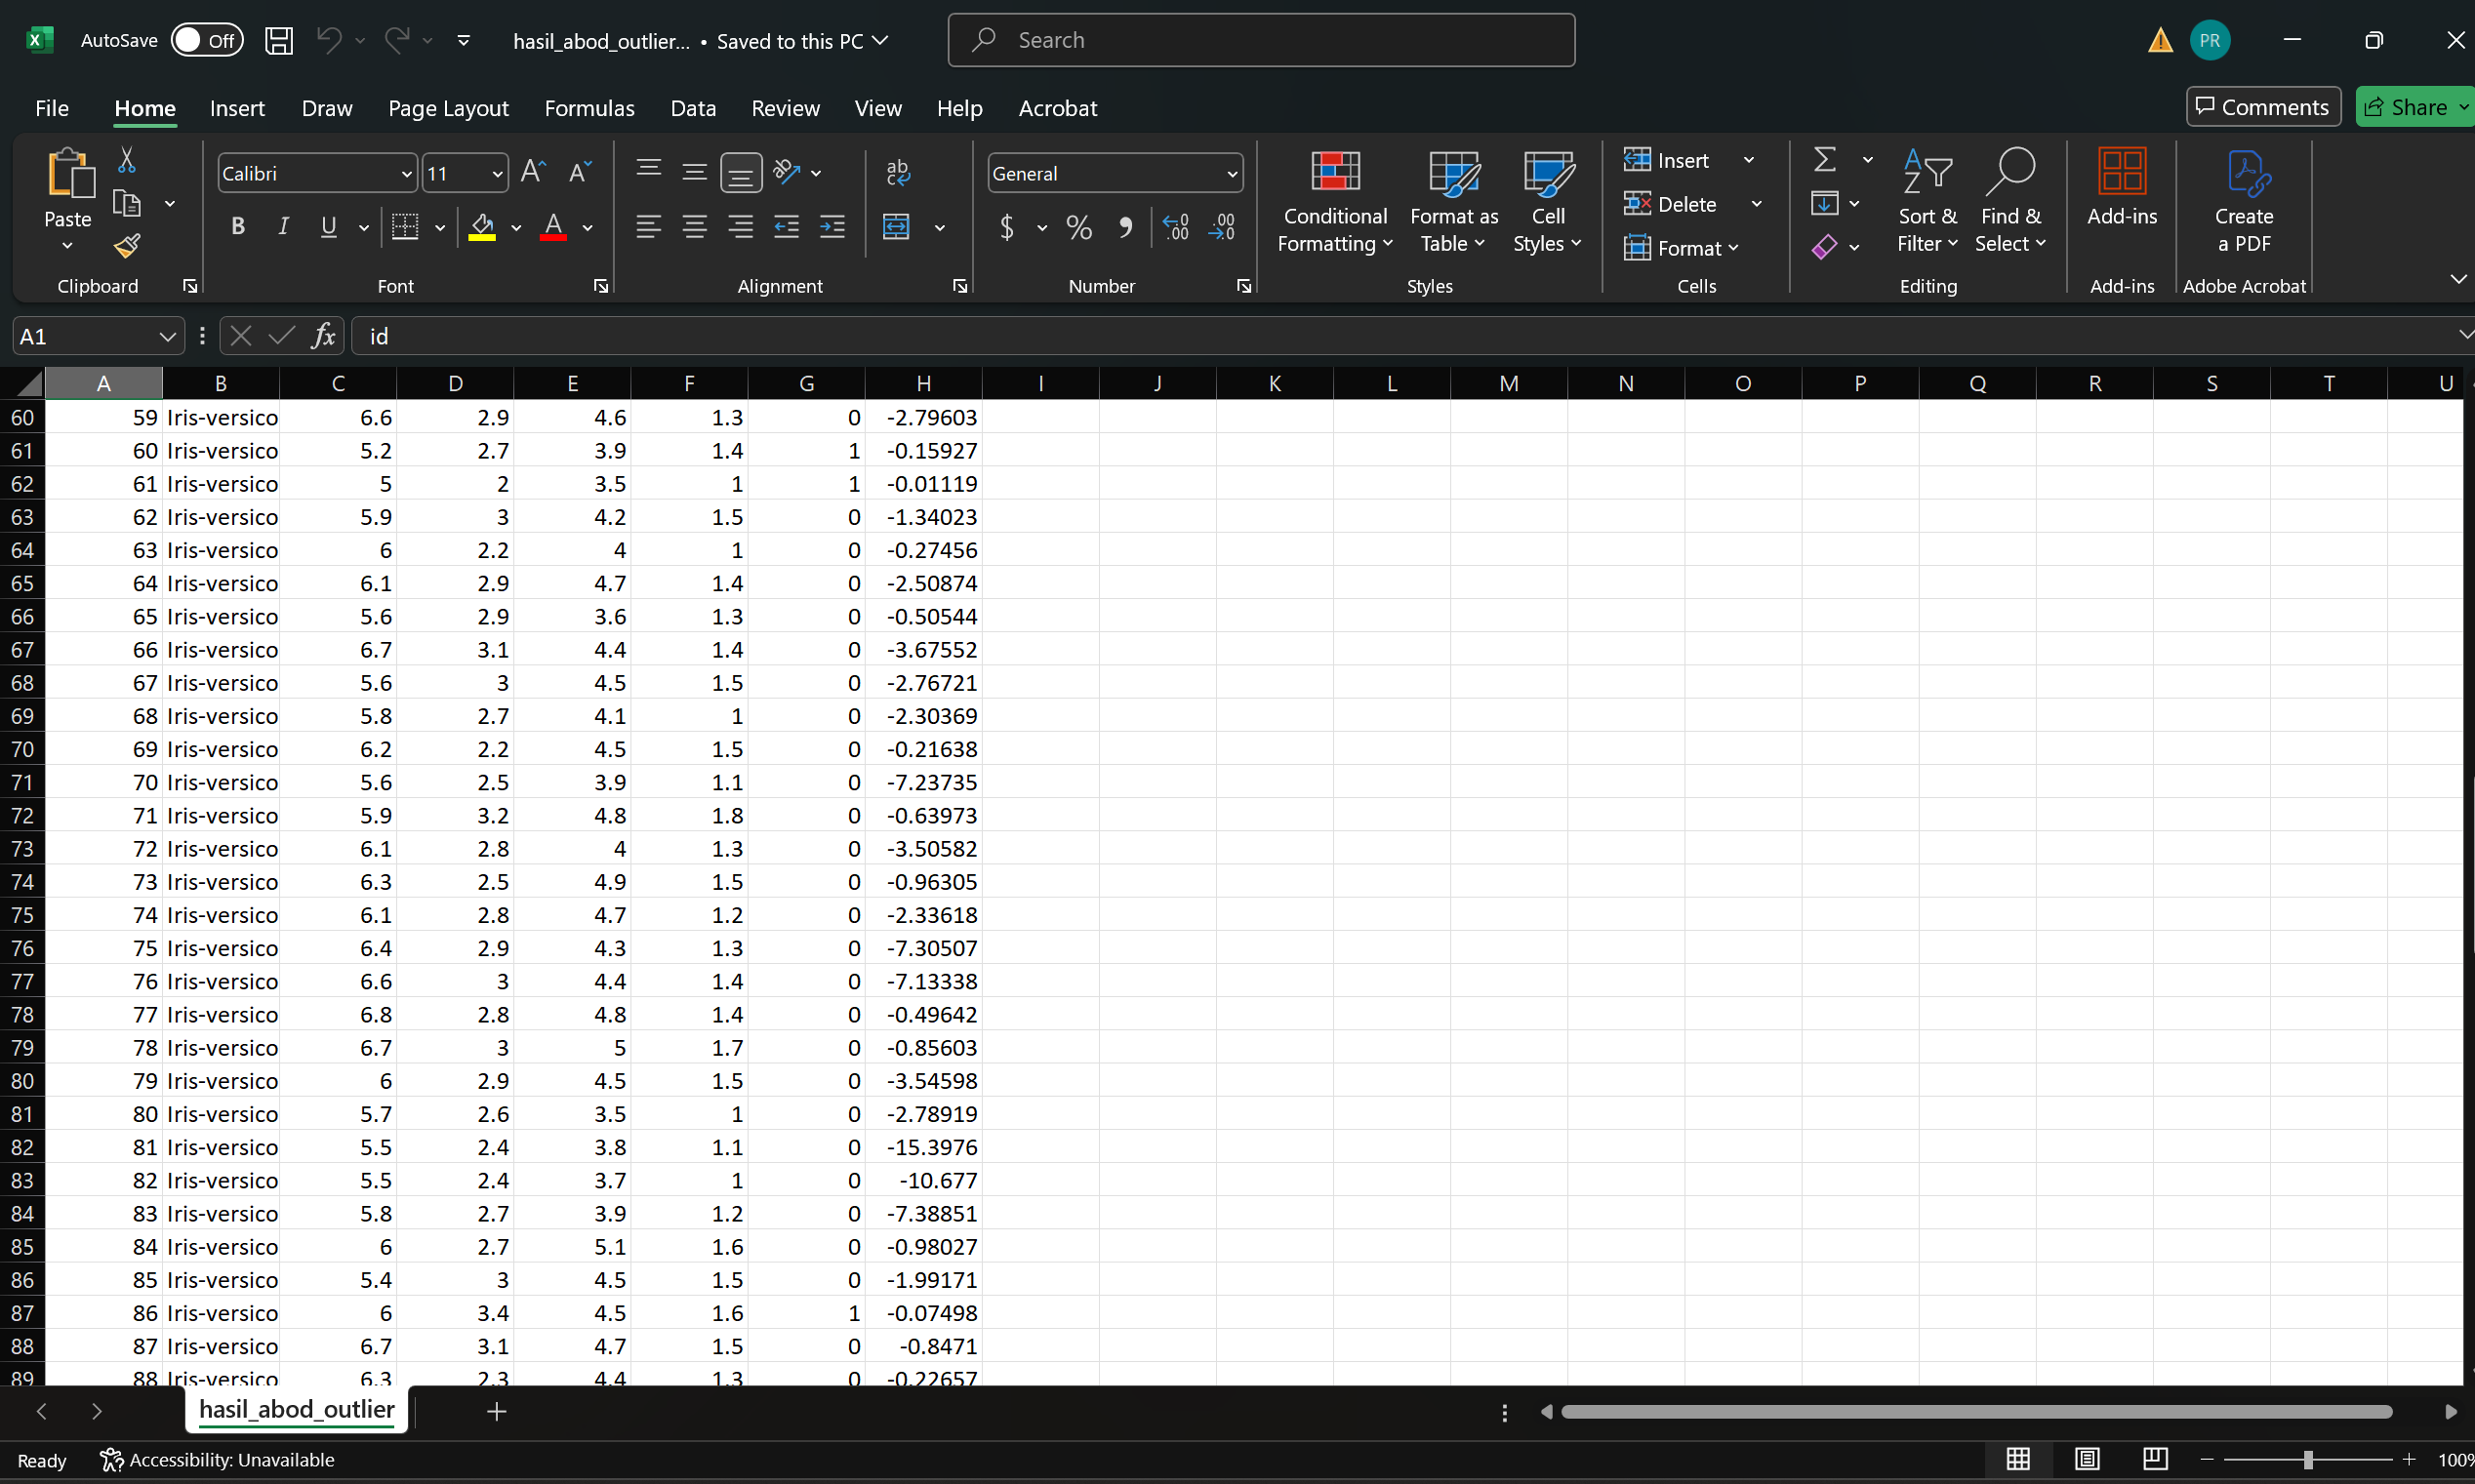 AutoSave Off hasil_abod_outlier... • Saved to this PC Search PR
File Home Insert Draw Page Layout Formulas Data Review View Help Acrobat Comments Share
Paste Calibri 11 General Conditional Formatting Format as Table Cell Styles Insert Delete Format Sort & Filter Find & Select Add-ins Create a PDF
Clipboard Font Alignment Number Styles Cells Editing Add-ins Adobe Acrobat
A1 fx id
A B C D E F G H I J K L M N O P Q R S T U
60 59 Iris-versico 6.6 2.9 4.6 1.3 0 -2.79603
61 60 Iris-versico 5.2 2.7 3.9 1.4 1 -0.15927
62 61 Iris-versico 5 2 3.5 1 1 -0.01119
63 62 Iris-versico 5.9 3 4.2 1.5 0 -1.34023
64 63 Iris-versico 6 2.2 4 1 0 -0.27456
65 64 Iris-versico 6.1 2.9 4.7 1.4 0 -2.50874
66 65 Iris-versico 5.6 2.9 3.6 1.3 0 -0.50544
67 66 Iris-versico 6.7 3.1 4.4 1.4 0 -3.67552
68 67 Iris-versico 5.6 3 4.5 1.5 0 -2.76721
69 68 Iris-versico 5.8 2.7 4.1 1 0 -2.30369
70 69 Iris-versico 6.2 2.2 4.5 1.5 0 -0.21638
71 70 Iris-versico 5.6 2.5 3.9 1.1 0 -7.23735
72 71 Iris-versico 5.9 3.2 4.8 1.8 0 -0.63973
73 72 Iris-versico 6.1 2.8 4 1.3 0 -3.50582
74 73 Iris-versico 6.3 2.5 4.9 1.5 0 -0.96305
75 74 Iris-versico 6.1 2.8 4.7 1.2 0 -2.33618
76 75 Iris-versico 6.4 2.9 4.3 1.3 0 -7.30507
77 76 Iris-versico 6.6 3 4.4 1.4 0 -7.13338
78 77 Iris-versico 6.8 2.8 4.8 1.4 0 -0.49642
79 78 Iris-versico 6.7 3 5 1.7 0 -0.85603
80 79 Iris-versico 6 2.9 4.5 1.5 0 -3.54598
81 80 Iris-versico 5.7 2.6 3.5 1 0 -2.78919
82 81 Iris-versico 5.5 2.4 3.8 1.1 0 -15.3976
83 82 Iris-versico 5.5 2.4 3.7 1 0 -10.677
84 83 Iris-versico 5.8 2.7 3.9 1.2 0 -7.38851
85 84 Iris-versico 6 2.7 5.1 1.6 0 -0.98027
86 85 Iris-versico 5.4 3 4.5 1.5 0 -1.99171
87 86 Iris-versico 6 3.4 4.5 1.6 1 -0.07498
88 87 Iris-versico 6.7 3.1 4.7 1.5 0 -0.8471
89 88 Iris-versico 6.3 2.3 4.4 1.3 0 -0.22657
hasil_abod_outlier
Ready Accessibility: Unavailable 100%